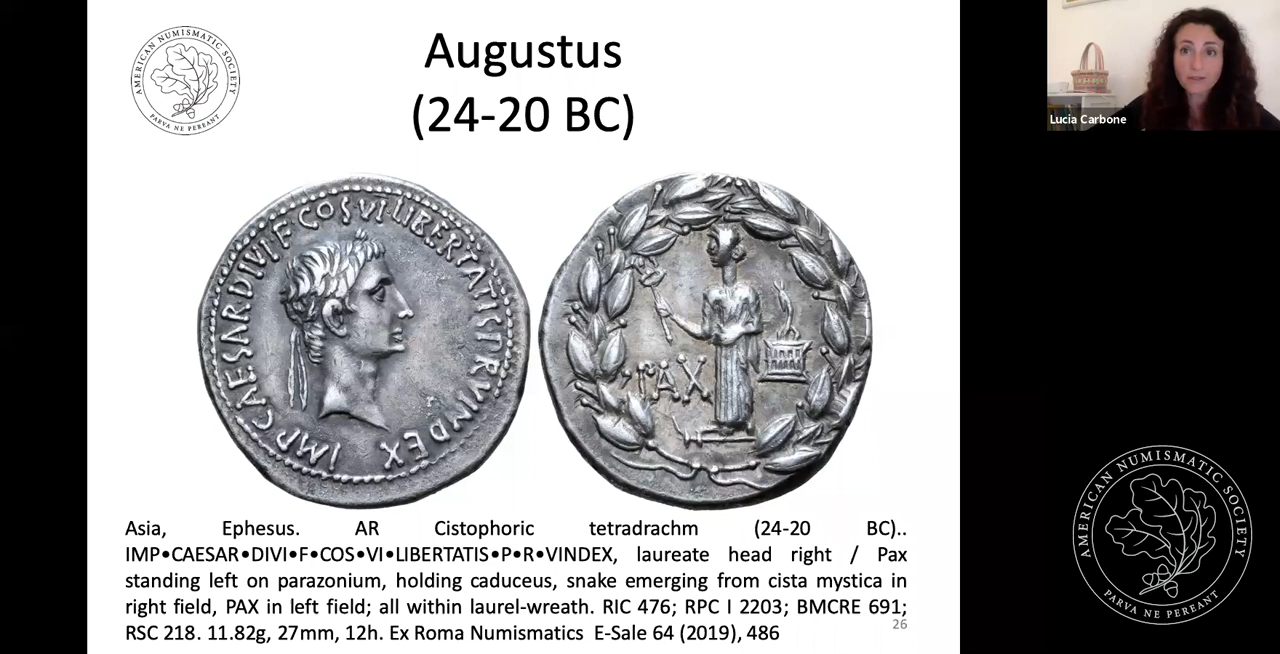 AMERICAN NUMISMATIC SOCIETY
PARVA NE PEREANT
Augustus
(24-20 BC)
Lucia Carbone
IMP CAESAR DIVI F COS VI LIBERTATIS P R VINDEX
PAX
Asia, Ephesus. AR Cistophoric tetradrachm (24-20 BC)..
IMP•CAESAR•DIVI•F•COS•VI•LIBERTATIS•P•R•VINDEX, laureate head right / Pax
standing left on parazonium, holding caduceus, snake emerging from cista mystica in
right field, PAX in left field; all within laurel-wreath. RIC 476; RPC I 2203; BMCRE 691;
RSC 218. 11.82g, 27mm, 12h. Ex Roma Numismatics E-Sale 64 (2019), 486
26
AMERICAN NUMISMATIC SOCIETY
PARVA NE PEREANT